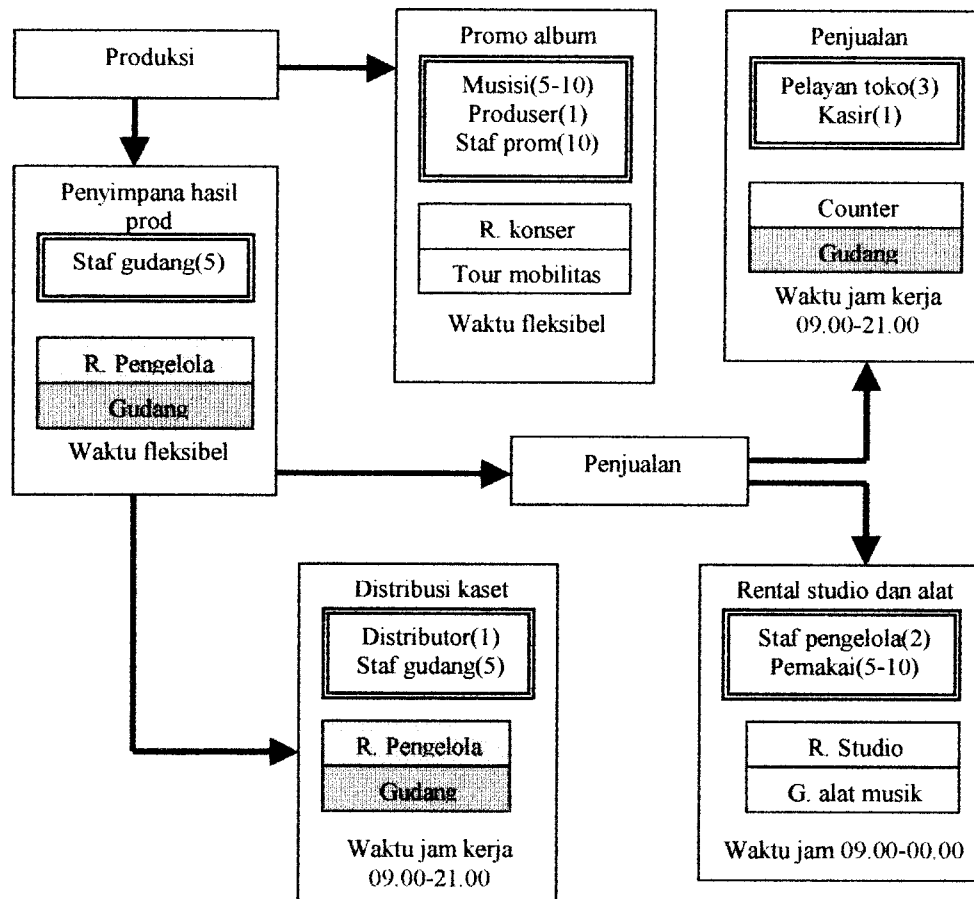 Produksi
Promo album
Musisi(5-10)
Produser(1)
Staf prom(10)
R. konser
Tour mobilitas
Waktu fleksibel
Penjualan
Pelayan toko(3)
Kasir(1)
Counter
Gudang
Waktu jam kerja
09.00-21.00
Penyimpana hasil
prod
Staf gudang(5)
R. Pengelola
Gudang
Waktu fleksibel
Penjualan
Distribusi kaset
Distributor(1)
Staf gudang(5)
R. Pengelola
Gudang
Waktu jam kerja
09.00-21.00
Rental studio dan alat
Staf pengelola(2)
Pemakai(5-10)
R. Studio
G. alat musik
Waktu jam 09.00-00.00